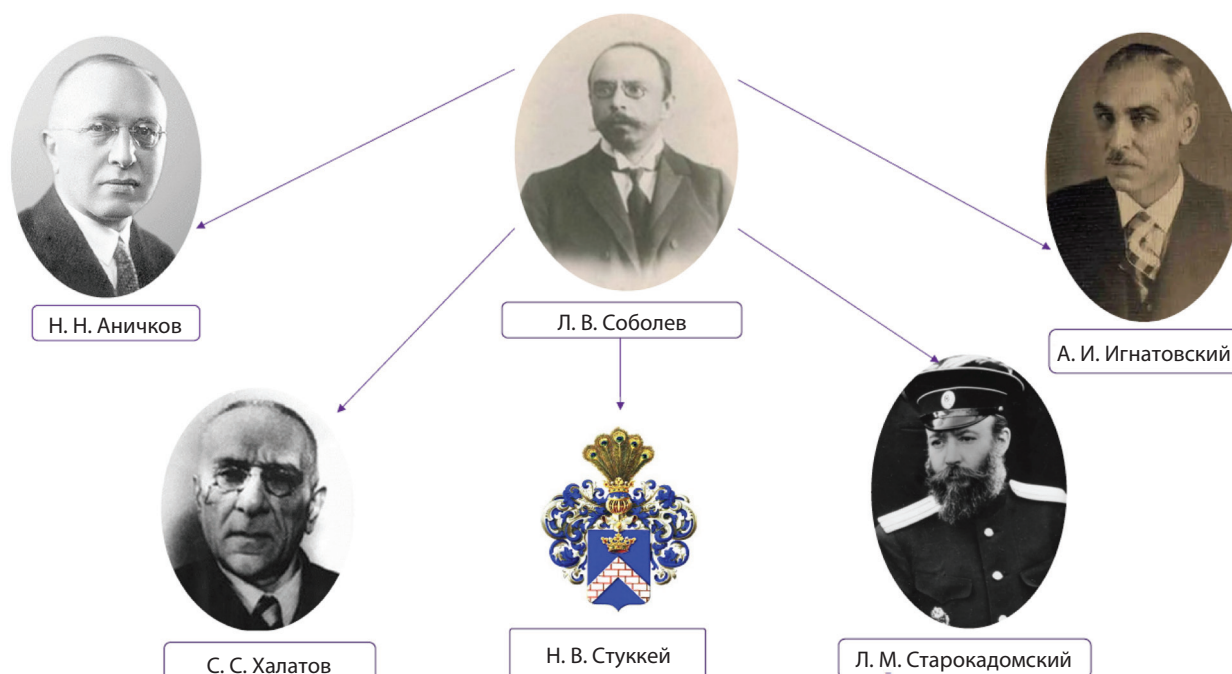 Н. Н. Аничков
Л. В. Соболев
А. И. Игнатовский
С. С. Халатов
Н. В. Стуккей
Л. М. Старокадомский